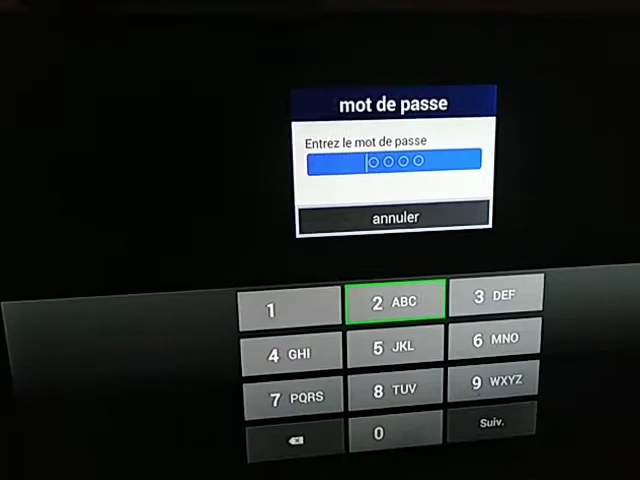 mot de passe
Entrez le mot de passe
annuler
1
2 ABC
3 DEF
4 GHI
5 JKL
6 MNO
7 PQRS
8 TUV
9 WXYZ
0
Suiv.